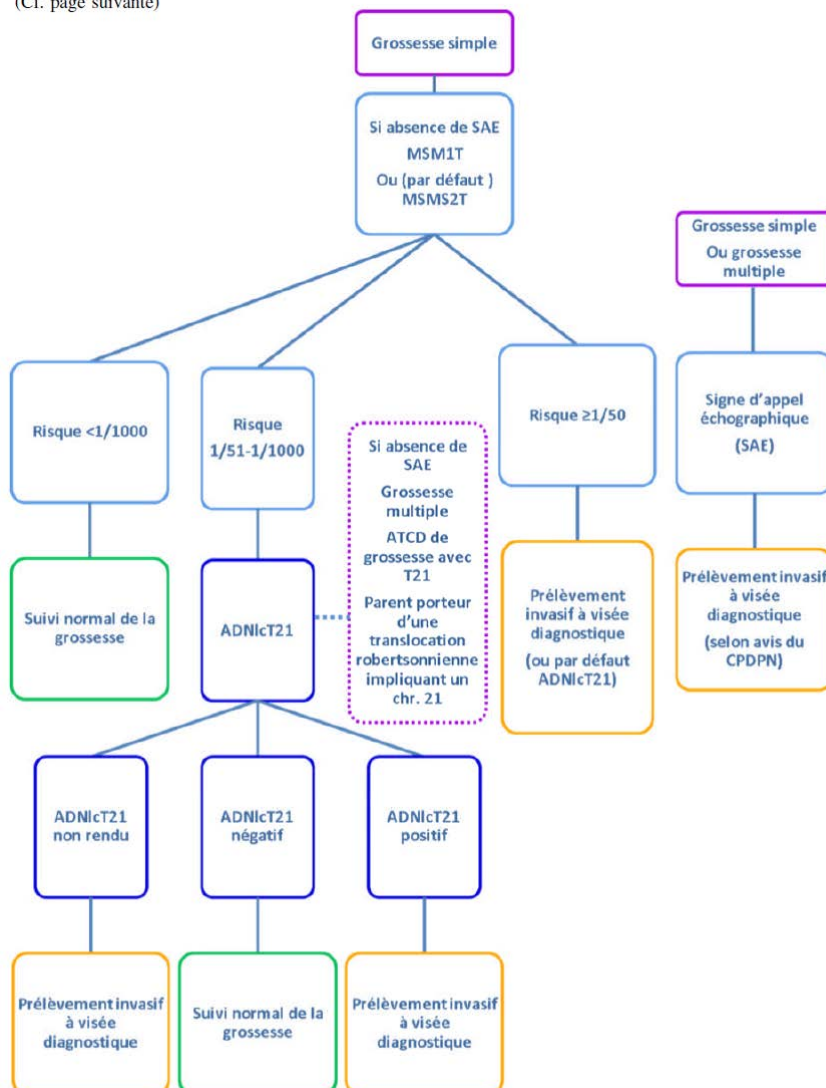 (Cf. page suivante)
Grossesse simple
Si absence de SAE
MSM1T
Ou (par défaut )
MSMS2T
Grossesse simple
Ou grossesse
multiple
Risque <1/1000
Risque
1/51-1/1000
Si absence de
SAE
Grossesse
multiple
ATCD de
grossesse avec
T21
Parent porteur
d'une
translocation
robertsonnienne
impliquant un
chr. 21
Risque ≥1/50
Signe d'appel
échographique
(SAE)
Suivi normal de la
grossesse
ADNlcT21
Prélèvement
invasif à visée
diagnostique
(ou par défaut
ADNlcT21)
Prélèvement invasif
à visée
diagnostique
(selon avis du
CPDPN)
ADNlcT21
non rendu
ADNlcT21
négatif
ADNlcT21
positif
Prélèvement invasif
à visée
diagnostique
Suivi normal de la
grossesse
Prélèvement invasif
à visée
diagnostique